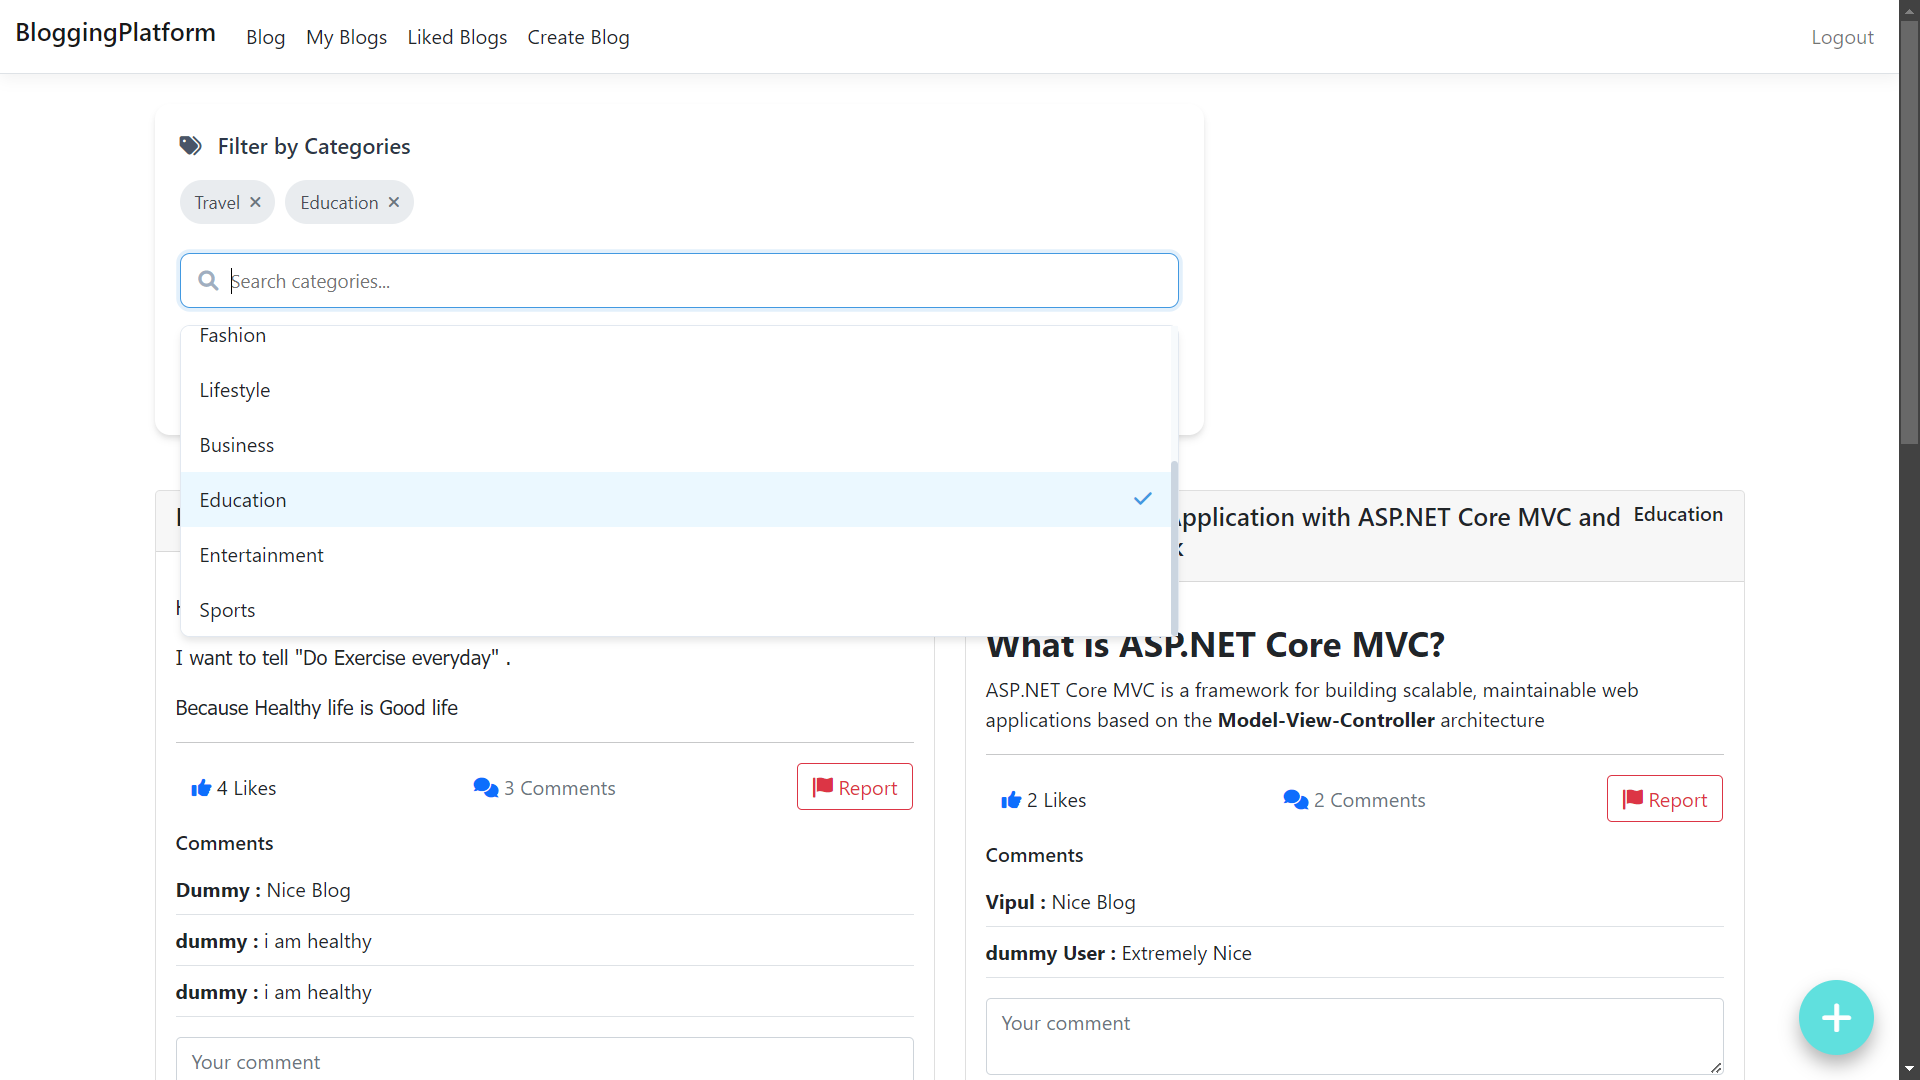 BloggingPlatform
Blog
My Blogs
Liked Blogs
Create Blog
Logout
Filter by Categories
Travel
Education
Search categories...
Fashion
Lifestyle
Business
Education
Entertainment
Sports
I want to tell "Do Exercise everyday" .
Because Healthy life is Good life
4 Likes
3 Comments
Report
Comments
Dummy : Nice Blog
dummy : i am healthy
dummy : i am healthy
Your comment
Application with ASP.NET Core MVC and
Education
What is ASP.NET Core MVC?
ASP.NET Core MVC is a framework for building scalable, maintainable web
applications based on the Model-View-Controller architecture
2 Likes
2 Comments
Report
Comments
Vipul : Nice Blog
dummy User : Extremely Nice
Your comment